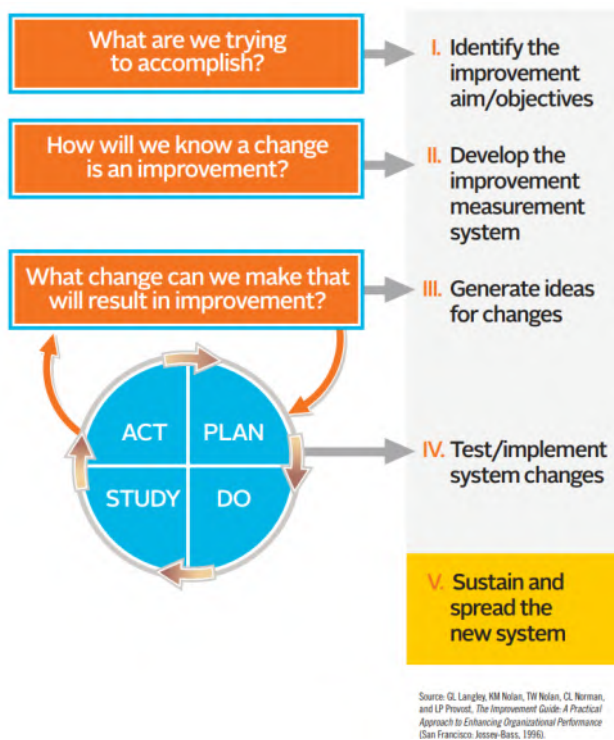 What are we trying
to accomplish?
I. Identify the
improvement
aim/objectives
How will we know a change
is an improvement?
II. Develop the
improvement
measurement
system
What change can we make that
will result in improvement?
III. Generate ideas
for changes
ACT
PLAN
STUDY
DO
IV. Test/implement
system changes
V. Sustain and
spread the
new system
Source: GL Langley, KM Nolan, TW Nolan, CL Norman,
and LP Provost, The Improvement Guide: A Practical
Approach to Enhancing Organizational Performance
(San Francisco: Jossey-Bass, 1996).